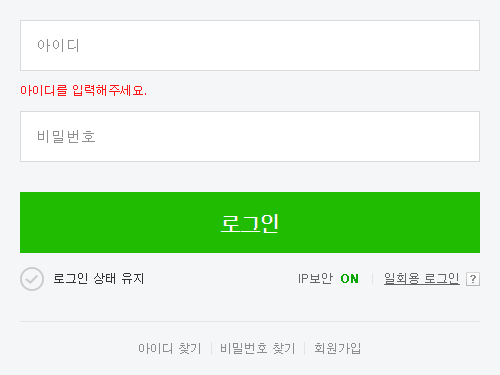 아이디
아이디를 입력해주세요.
비밀번호
로그인
로그인 상태 유지 IP보안 ON 일회용 로그인 ?
아이디 찾기 비밀번호 찾기 회원가입